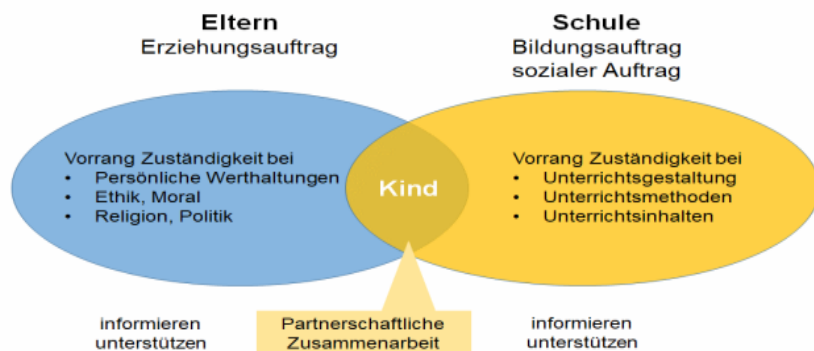 Eltern
Erziehungsauftrag
Schule
Bildungsauftrag
sozialer Auftrag
Vorrang Zuständigkeit bei
• Persönliche Werthaltungen
• Ethik, Moral
• Religion, Politik
Kind
Vorrang Zuständigkeit bei
• Unterrichtsgestaltung
• Unterrichtsmethoden
• Unterrichtsinhalten
informieren
unterstützen
Partnerschaftliche
Zusammenarbeit
informieren
unterstützen